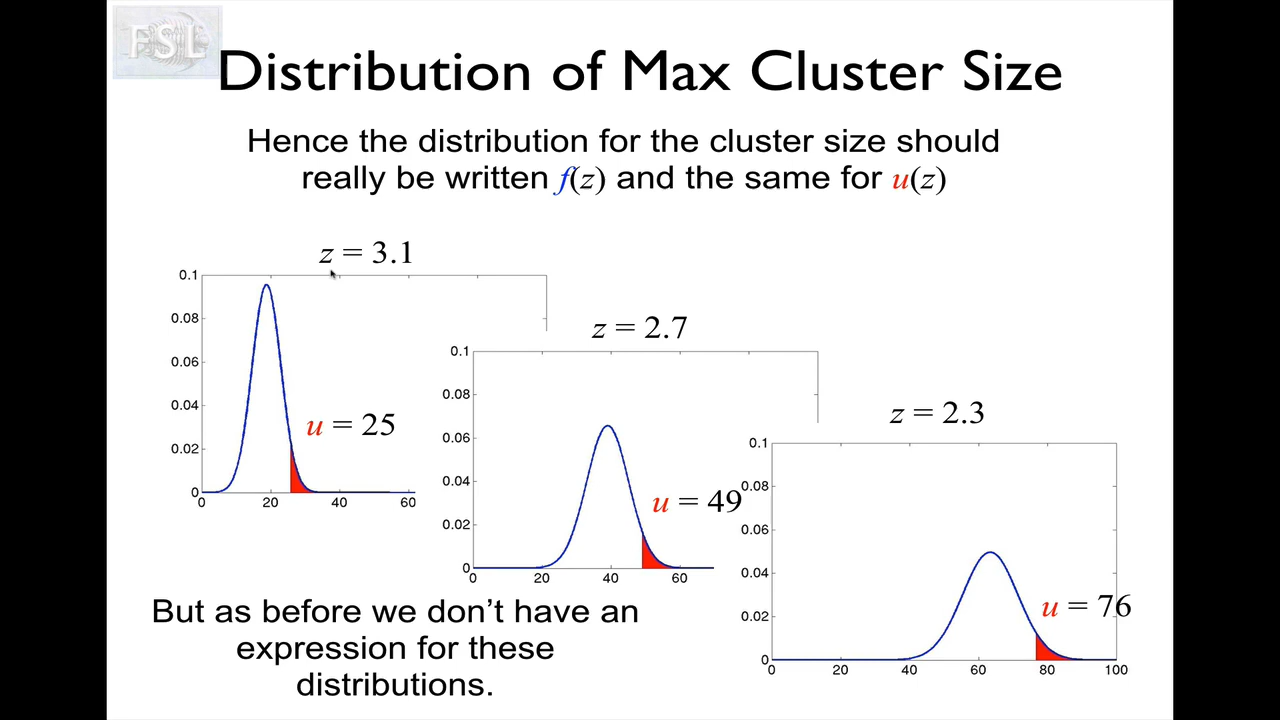 FSL
Distribution of Max Cluster Size
Hence the distribution for the cluster size should
really be written f(z) and the same for u(z)
z = 3.1
0.1
0.08
0.06
0.04
0.02
0
0 20 40 60
u = 25
z = 2.7
0.1
0.08
0.06
0.04
0.02
0
0 20 40 60
u = 49
z = 2.3
0.1
0.08
0.06
0.04
0.02
0
0 20 40 60 80 100
u = 76
But as before we don’t have an
expression for these
distributions.